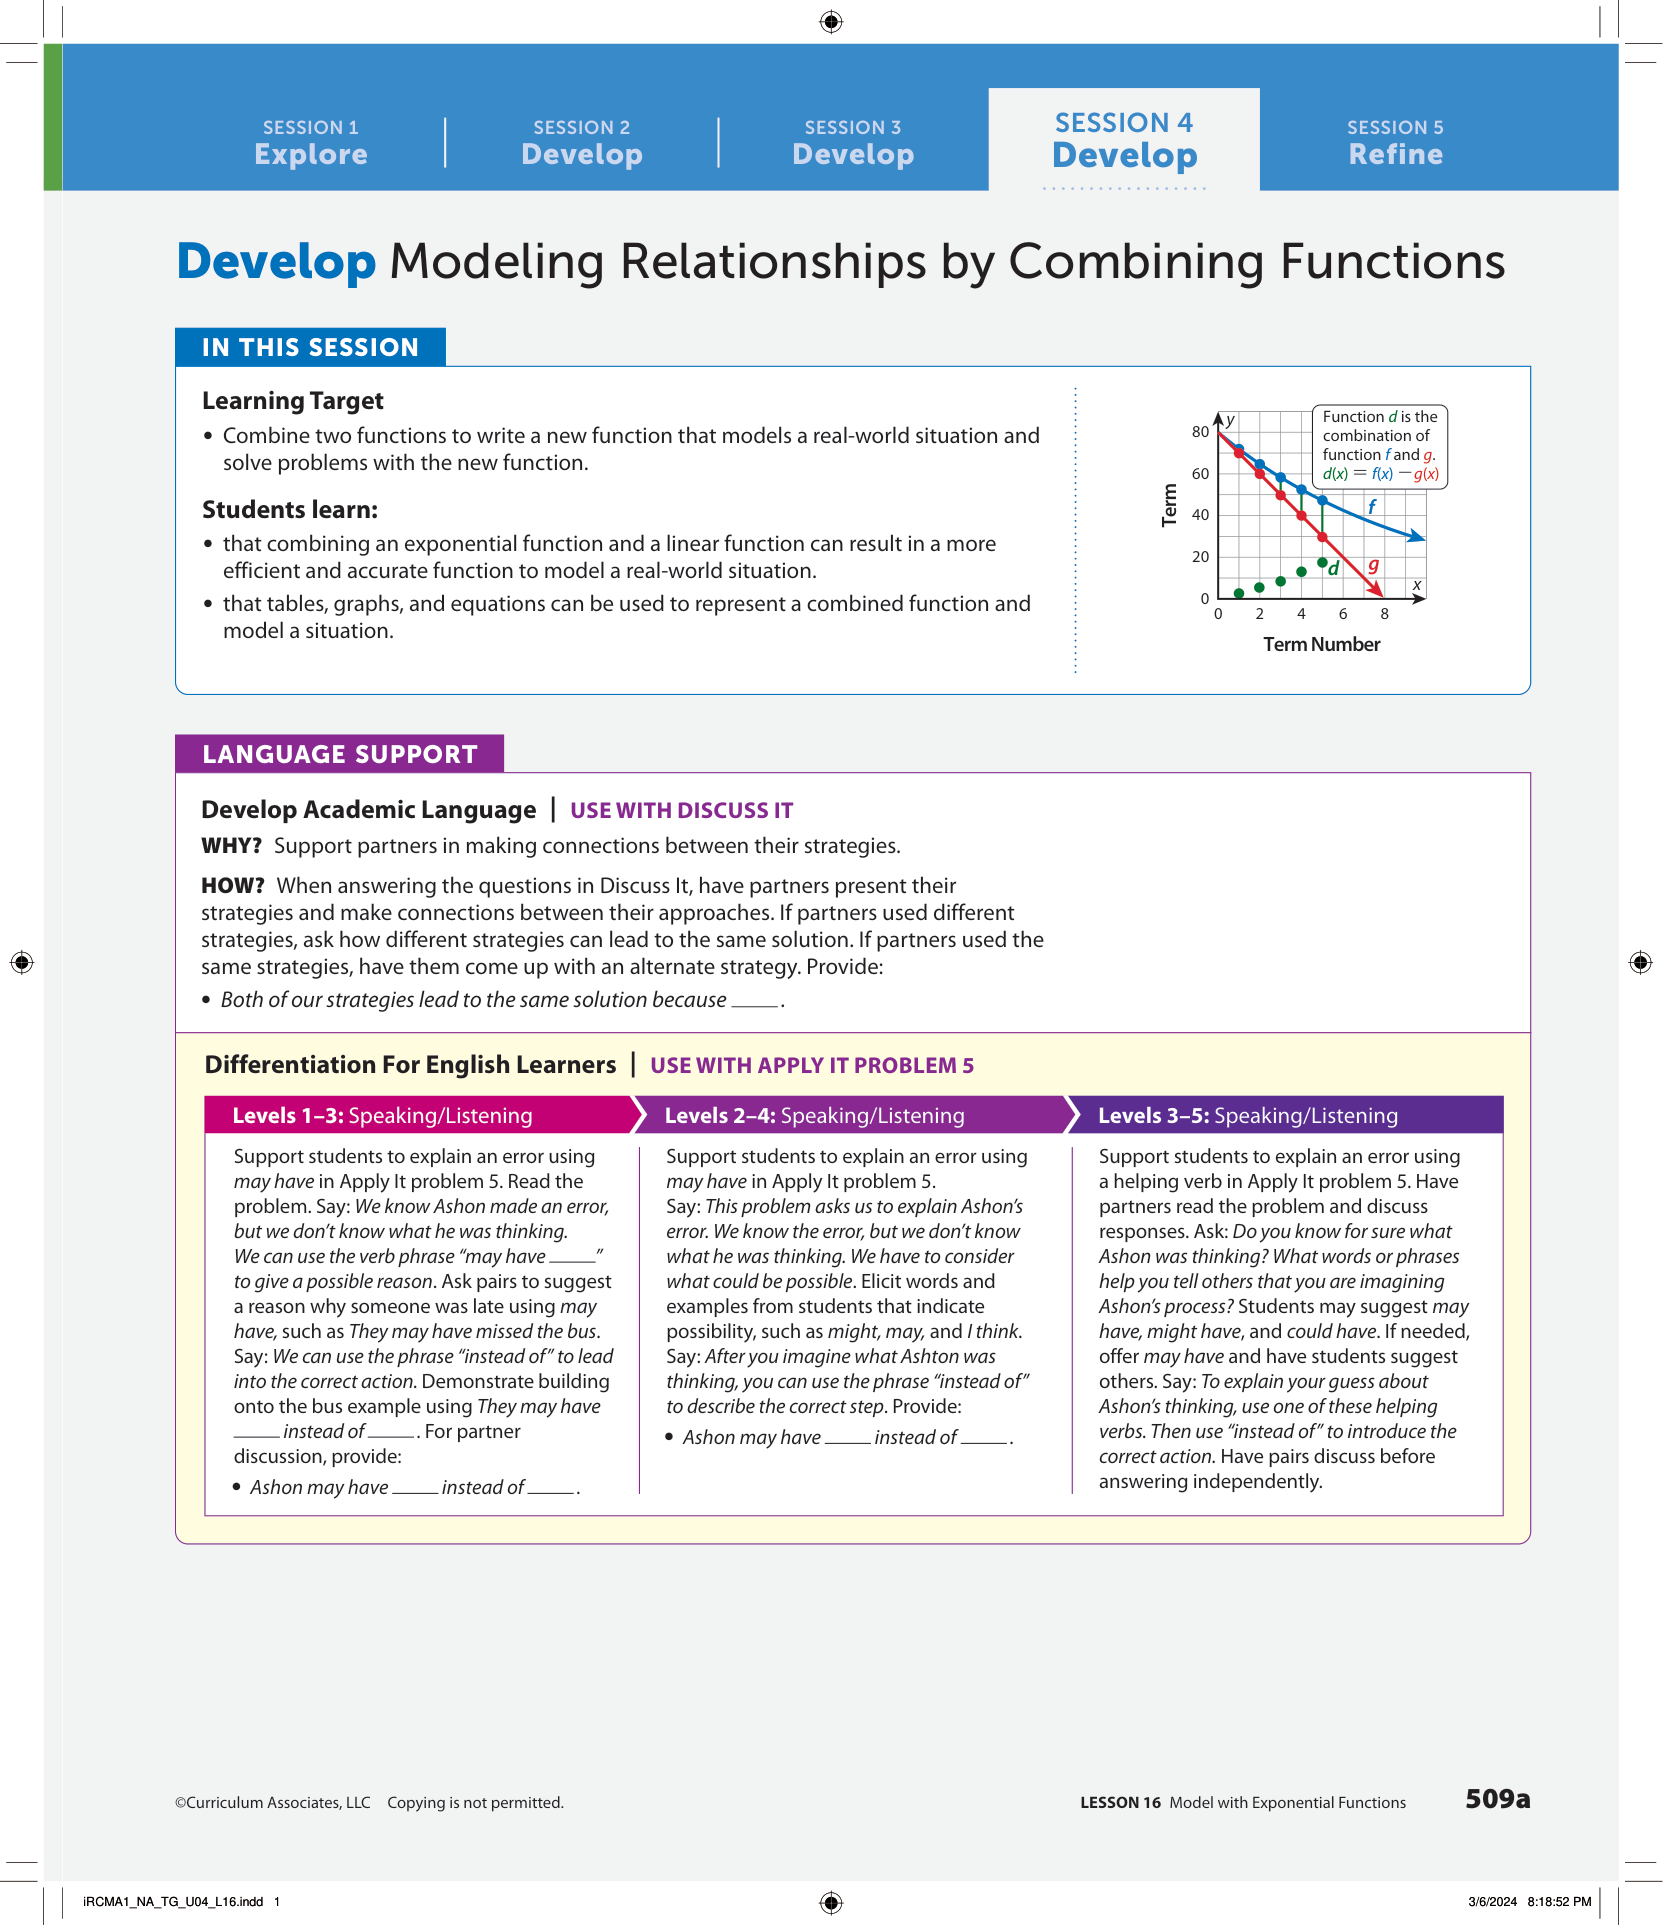 SESSION 1
Explore
SESSION 2
Develop
SESSION 3
Develop
SESSION 4
Develop
SESSION 5
Refine
Develop Modeling Relationships by Combining Functions
IN THIS SESSION
Learning Target
• Combine two functions to write a new function that models a real-world situation and
solve problems with the new function.
Students learn:
• that combining an exponential function and a linear function can result in a more
efficient and accurate function to model a real-world situation.
• that tables, graphs, and equations can be used to represent a combined function and
model a situation.
Function d is the
combination of
function f and g.
d(x) = f(x) − g(x)
y
80
60
40
20
0
Term
f
g
d
x
0 2 4 6 8
Term Number
LANGUAGE SUPPORT
Develop Academic Language | USE WITH DISCUSS IT
WHY? Support partners in making connections between their strategies.
HOW? When answering the questions in Discuss It, have partners present their
strategies and make connections between their approaches. If partners used different
strategies, ask how different strategies can lead to the same solution. If partners used the
same strategies, have them come up with an alternate strategy. Provide:
• Both of our strategies lead to the same solution because ____ .
Differentiation For English Learners | USE WITH APPLY IT PROBLEM 5
Levels 1–3: Speaking/Listening
Support students to explain an error using
may have in Apply It problem 5. Read the
problem. Say: We know Ashon made an error,
but we don’t know what he was thinking.
We can use the verb phrase “may have ____”
to give a possible reason. Ask pairs to suggest
a reason why someone was late using may
have, such as They may have missed the bus.
Say: We can use the phrase “instead of” to lead
into the correct action. Demonstrate building
onto the bus example using They may have
____ instead of ____ . For partner
discussion, provide:
• Ashon may have ____ instead of ____ .
Levels 2–4: Speaking/Listening
Support students to explain an error using
may have in Apply It problem 5.
Say: This problem asks us to explain Ashon’s
error. We know the error, but we don’t know
what he was thinking. We have to consider
what could be possible. Elicit words and
examples from students that indicate
possibility, such as might, may, and I think.
Say: After you imagine what Ashton was
thinking, you can use the phrase “instead of”
to describe the correct step. Provide:
• Ashon may have ____ instead of ____ .
Levels 3–5: Speaking/Listening
Support students to explain an error using
a helping verb in Apply It problem 5. Have
partners read the problem and discuss
responses. Ask: Do you know for sure what
Ashon was thinking? What words or phrases
help you tell others that you are imagining
Ashon’s process? Students may suggest may
have, might have, and could have. If needed,
offer may have and have students suggest
others. Say: To explain your guess about
Ashon’s thinking, use one of these helping
verbs. Then use “instead of” to introduce the
correct action. Have pairs discuss before
answering independently.
©Curriculum Associates, LLC Copying is not permitted.
LESSON 16 Model with Exponential Functions 509a
iRCMA1_NA_TG_U04_L16.indd 1
3/6/2024 8:18:52 PM